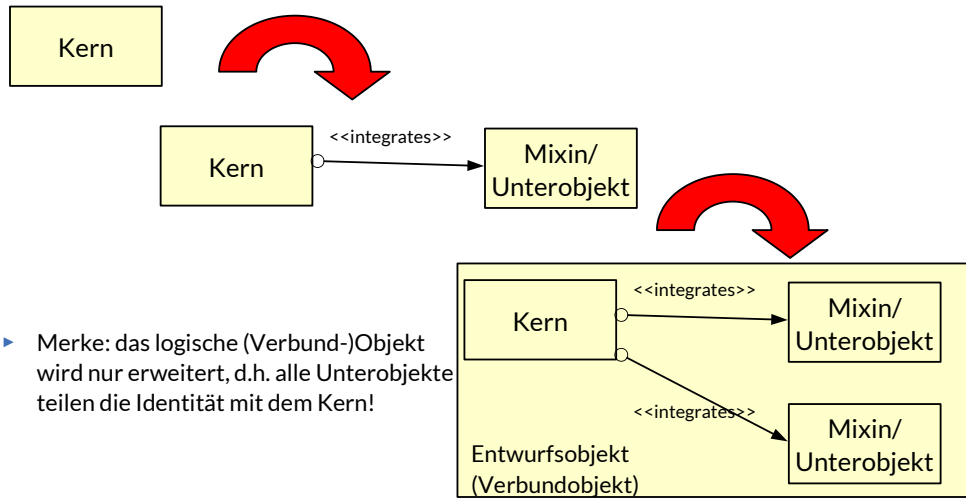 Kern
<<integrates>>
Kern
Mixin/
Unterobjekt
<<integrates>>
Kern
Mixin/
Unterobjekt
▸ Merke: das logische (Verbund-)Objekt
wird nur erweitert, d.h. alle Unterobjekte
teilen die Identität mit dem Kern!
<<integrates>>
Mixin/
Unterobjekt
Entwurfsobjekt
(Verbundobjekt)